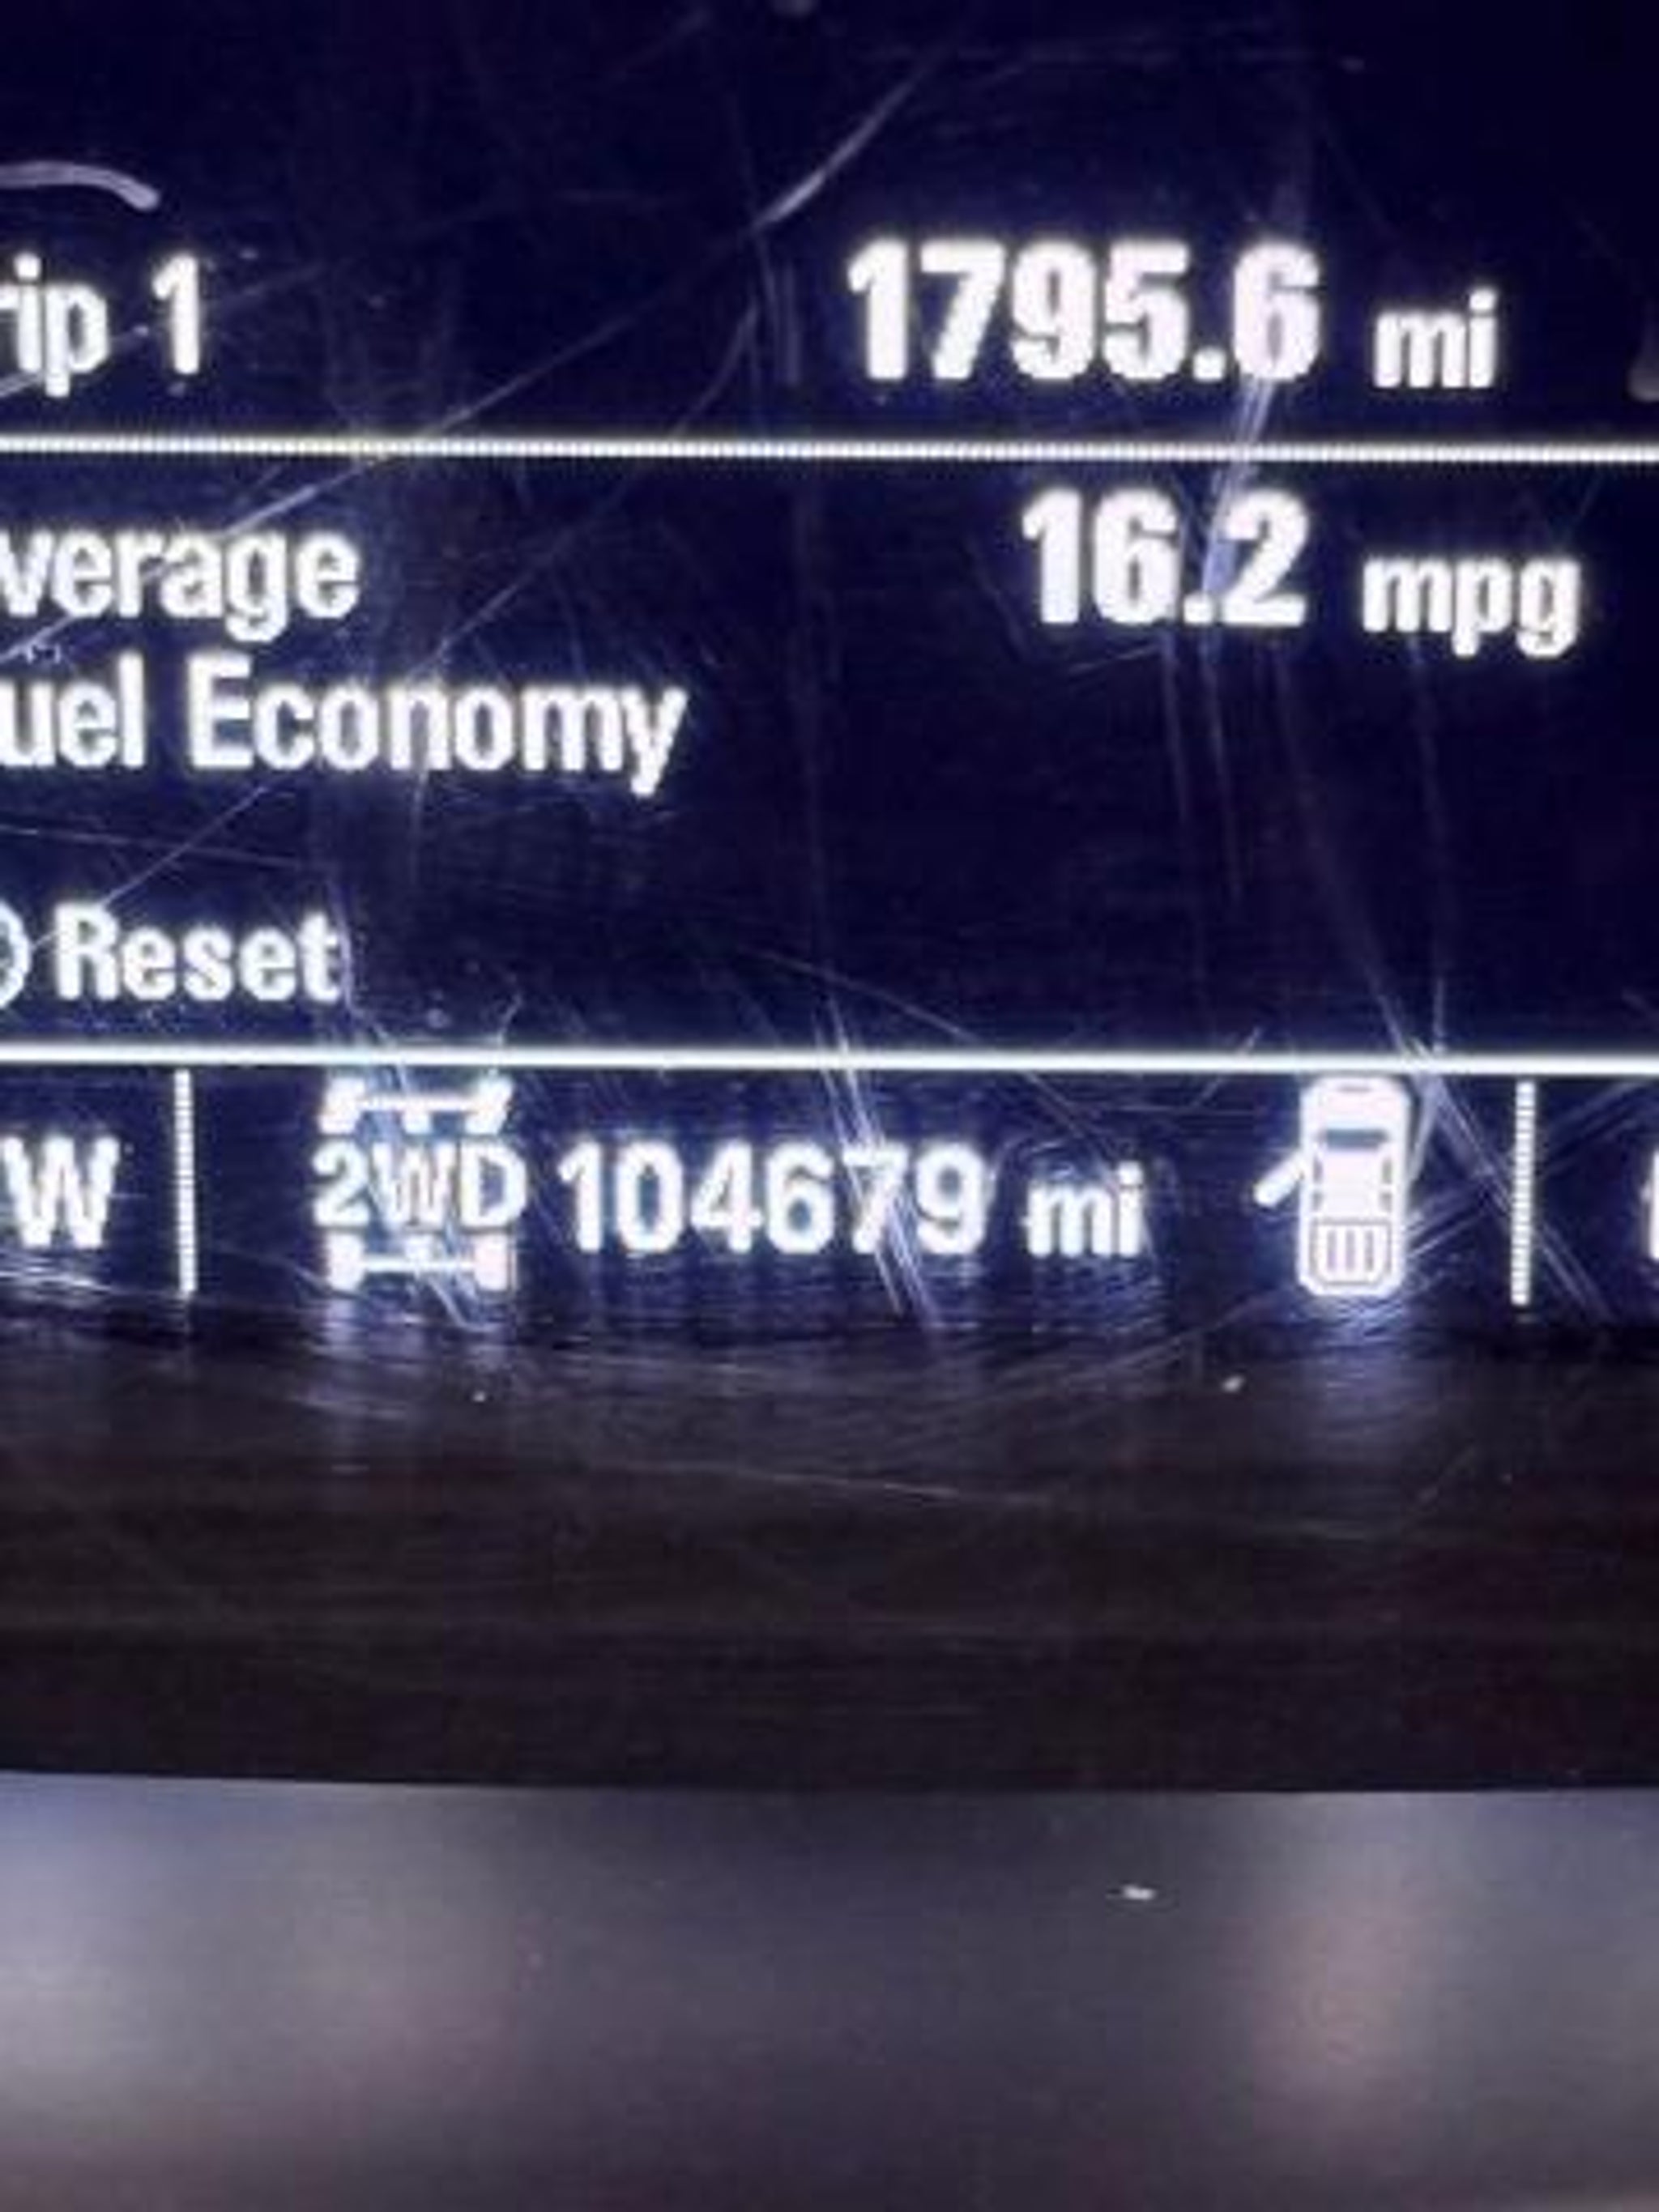 rip 1 1795.6 mi
verage 16.2 mpg
uel Economy
Reset
W 2WD 104679 mi